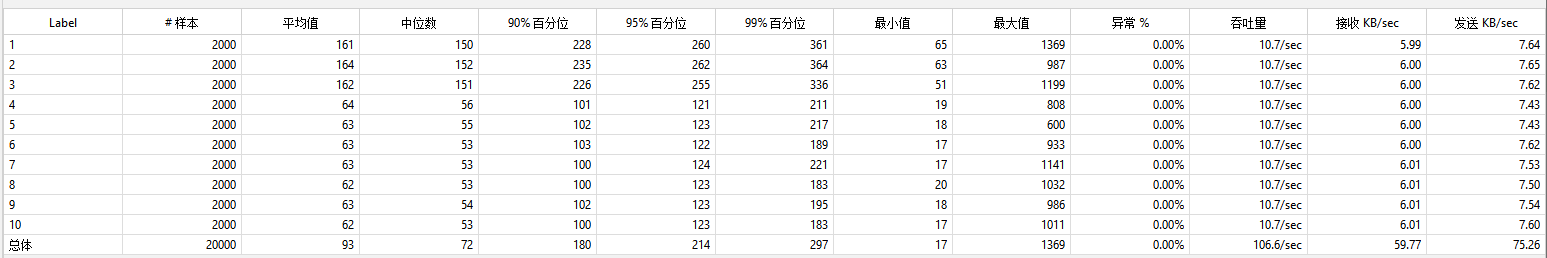 Label # 样本 平均值 中位数 90% 百分位 95% 百分位 99% 百分位 最小值 最大值 异常 % 吞吐量 接收 KB/sec 发送 KB/sec
1 2000 161 150 228 260 361 65 1369 0.00% 10.7/sec 5.99 7.64
2 2000 164 152 235 262 364 63 987 0.00% 10.7/sec 6.00 7.65
3 2000 162 151 226 255 336 51 1199 0.00% 10.7/sec 6.00 7.62
4 2000 64 56 101 121 211 19 808 0.00% 10.7/sec 6.00 7.43
5 2000 63 55 102 123 217 18 600 0.00% 10.7/sec 6.00 7.43
6 2000 63 53 103 122 189 17 933 0.00% 10.7/sec 6.00 7.62
7 2000 63 53 100 124 221 17 1141 0.00% 10.7/sec 6.01 7.53
8 2000 62 53 100 123 183 20 1032 0.00% 10.7/sec 6.01 7.50
9 2000 63 54 102 123 195 18 986 0.00% 10.7/sec 6.01 7.54
10 2000 62 53 100 123 183 17 1011 0.00% 10.7/sec 6.01 7.60
总体 20000 93 72 180 214 297 17 1369 0.00% 106.6/sec 59.77 75.26